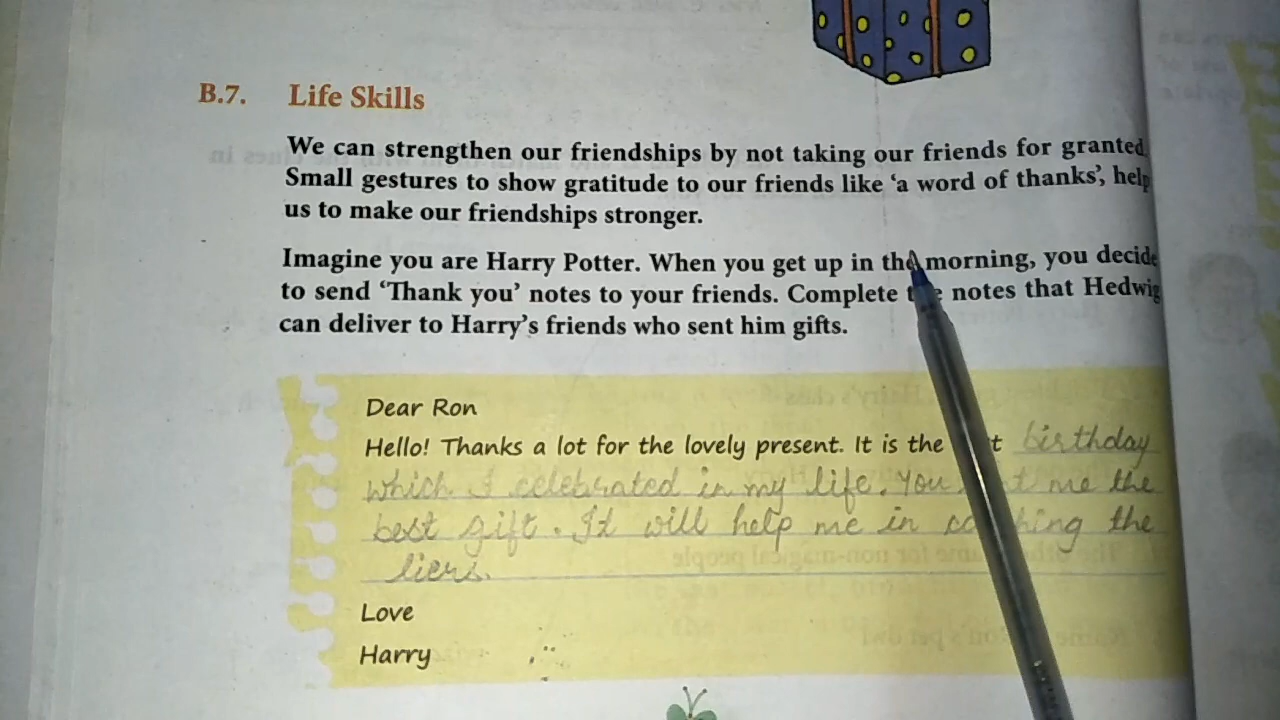 B.7. Life Skills
We can strengthen our friendships by not taking our friends for granted
Small gestures to show gratitude to our friends like ‘a word of thanks’, help
us to make our friendships stronger.
Imagine you are Harry Potter. When you get up in the morning, you decide
to send ‘Thank you’ notes to your friends. Complete the notes that Hedwig
can deliver to Harry’s friends who sent him gifts.
Dear Ron
Hello! Thanks a lot for the lovely present. It is the birthday
which I celebrated in my life. You me the
best gift. It will help me in the
liers.
Love
Harry